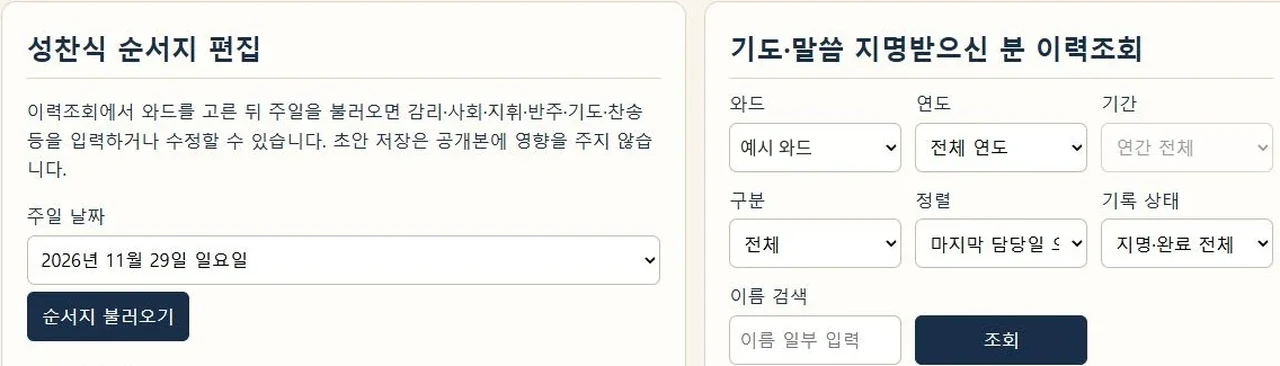 성찬식 순서지 편집
이력조회에서 와드를 고른 뒤 주일을 불러오면 감리·사회·지휘·반주·기도·찬송
등을 입력하거나 수정할 수 있습니다. 초안 저장은 공개본에 영향을 주지 않습
니다.
주일 날짜
2026년 11월 29일 일요일
순서지 불러오기
기도·말씀 지명받으신 분 이력조회
와드 연도 기간
예시 와드 전체 연도 연간 전체
구분 정렬 기록 상태
전체 마지막 담당일 지명·완료 전체
이름 검색
이름 일부 입력 조회